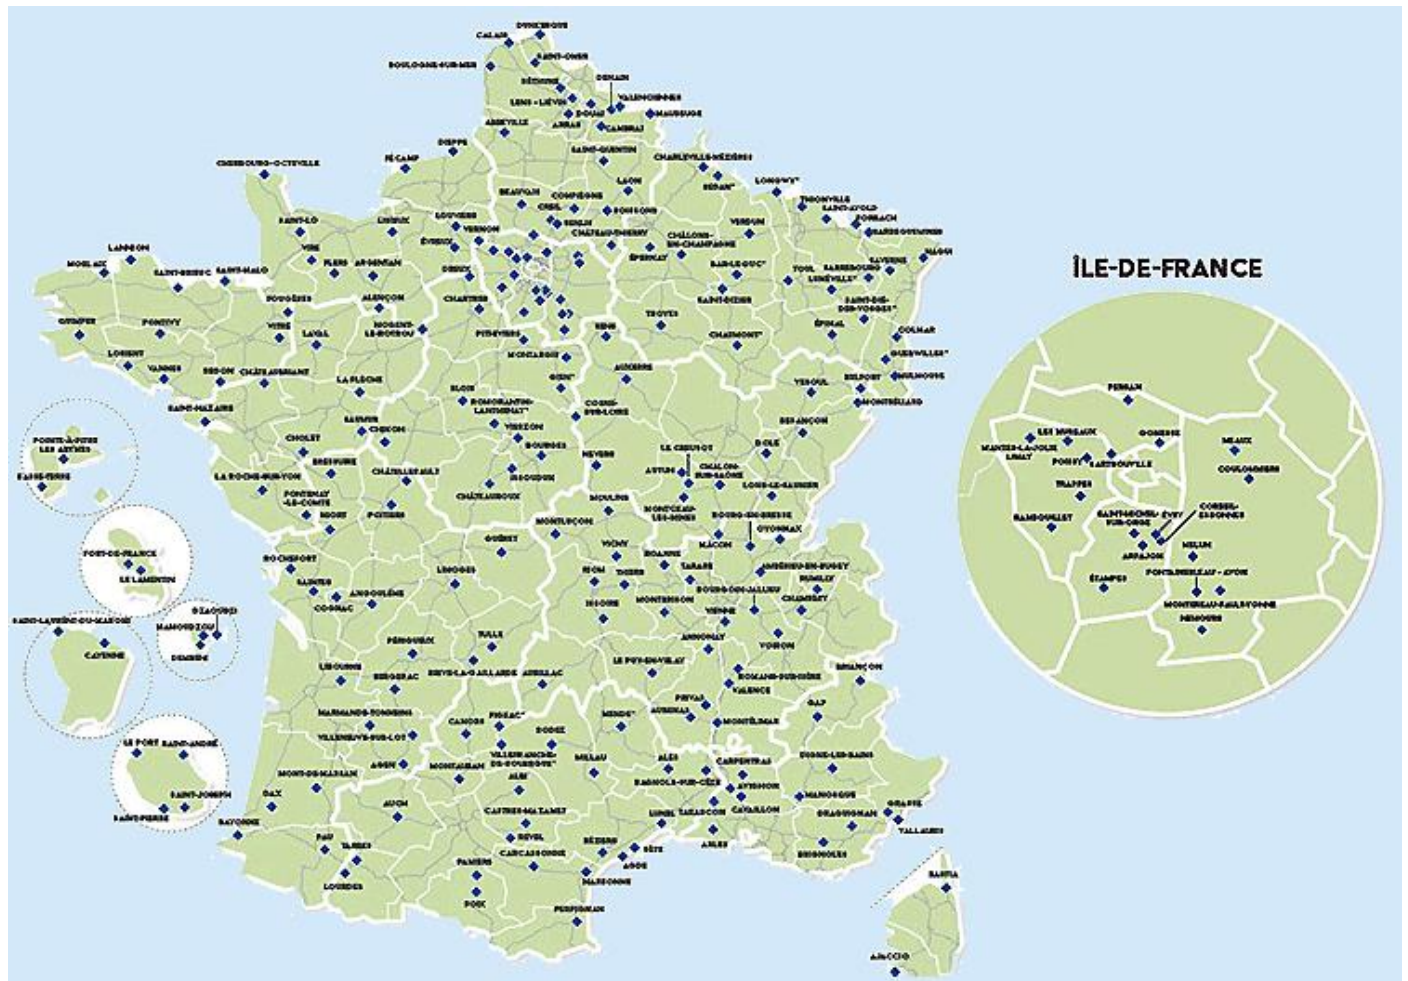 DUNKERQUE
CALAIS
SAINT-OMER
BOULOGNE-SUR-MER
BÉTHUNE
DENAIN
LENS - LIÉVIN
VALENCIENNES
DOUAI
MAUBEUGE
ABBEVILLE
ARRAS
CAMBRAI
DIEPPE
SAINT-QUENTIN
FÉCAMP
CHARLEVILLE-MÉZIÈRES
CHERBOURG-OCTEVILLE
LAON
SEDAN*
LONGWY*
BEAUVAIS
COMPIÈGNE
THIONVILLE
CREIL
SOISSONS
SAINT-AVOLD
SAINT-LO
LISIEUX
LOUVIERS
SENLIS
VERDUN
FORBACH
VERNON
CHÂTEAU-THIERRY
CHÂLONS-
EN-CHAMPAGNE
SARREGUEMINES
LANNION
VIRE
ÉVREUX
ÉPERNAY
HAGUENAU
MORLAIX
FLERS
ARGENTAN
DREUX
BAR-LE-DUC*
TOUL
SARREBOURG
SAVERNE
ÎLE-DE-FRANCE
SAINT-BRIEUC
SAINT-MALO
LUNÉVILLE*
FOUGÈRES
ALENÇON
CHARTRES
SAINT-DIZIER
SAINT-DIÉ-
DES-VOSGES*
QUIMPER
PONTIVY
VITRÉ
LAVAL
NOGENT-
LE-ROTROU
PITHIVIERS
SENS
TROYES
CHAUMONT*
ÉPINAL
COLMAR
LORIENT
MONTARGIS
GUEBWILLER*
VANNES
REDON
CHÂTEAUBRIANT
LA FLÈCHE
BLOIS
GIEN*
AUXERRE
VESOUL
BELFORT
MULHOUSE
SAINT-NAZAIRE
ROMORANTIN-
LANTHENAY*
COSNE-
SUR-LOIRE
MONTBÉLIARD
PERSAN
SAUMUR
VIERZON
BESANÇON
POINTE-À-PITRE
LES ABYMES
CHOLET
CHINON
BOURGES
LE CREUSOT
DOLE
LES MUREAUX
GONESSE
MEAUX
MANTES-LA-JOLIE
LIMAY
POISSY
SARTROUVILLE
COULOMMIERS
BASSE-TERRE
LA ROCHE-SUR-YON
BRESSUIRE
CHÂTELLERAULT
ISSOUDUN
NEVERS
AUTUN
CHALON-
SUR-SAÔNE
LONS-LE-SAUNIER
TRAPPES
FONTENAY
-LE-COMTE
CHÂTEAUROUX
MOULINS
MONTCEAU-
LES-MINES
BOURG-EN-BRESSE
RAMBOUILLET
SAINT-MICHEL-
SUR-ORGE
ÉVRY
CORBEIL-
ESSONNES
NIORT
POITIERS
MONTLUÇON
OYONNAX
ARPAJON
MELUN
FORT-DE-FRANCE
ROCHEFORT
GUÉRET
VICHY
ROANNE
MÂCON
AMBÉRIEU-EN-BUGEY
FONTAINEBLEAU - AVON
LE LAMENTIN
SAINTES
LIMOGES
RIOM
THIERS
TARARE
RUMILLY
ÉTAMPES
MONTEREAU-FAULT-YONNE
COGNAC
ANGOULÊME
ISSOIRE
MONTBRISON
BOURGOIN-JALLIEU
CHAMBÉRY
NEMOURS
SAINT-LAURENT-DU-MARONI
DZAOUDZI
MAMOUDZOU
VIENNE
CAYENNE
DEMBENI
PÉRIGUEUX
TULLE
ANNONAY
VOIRON
LIBOURNE
BERGERAC
BRIVE-LA-GAILLARDE
AURILLAC
LE PUY-EN-VELAY
ROMANS-SUR-ISÈRE
VALENCE
BRIANÇON
MARMANDE-TONNEINS
CAHORS
FIGEAC*
MENDE*
PRIVAS
AUBENAS
GAP
LE PORT
SAINT-ANDRÉ
VILLENEUVE-SUR-LOT
RODEZ
MONTÉLIMAR
MONT-DE-MARSAN
AGEN
MONTAUBAN
VILLEFRANCHE-
DE-ROUERGUE*
MILLAU
ALÈS
CARPENTRAS
DIGNE-LES-BAINS
ALBI
BAGNOLS-SUR-CÈZE
AVIGNON
MANOSQUE
SAINT-JOSEPH
SAINT-PIERRE
DAX
AUCH
CASTRES-MAZAMET
LUNEL
TARASCON
CAVAILLON
GRASSE
BAYONNE
DRAGUIGNAN
VALLAURIS
PAU
TARBES
REVEL
BÉZIERS
SÈTE
ARLES
BRIGNOLES
LOURDES
PAMIERS
CARCASSONNE
AGDE
NARBONNE
BASTIA
FOIX
PERPIGNAN
AJACCIO